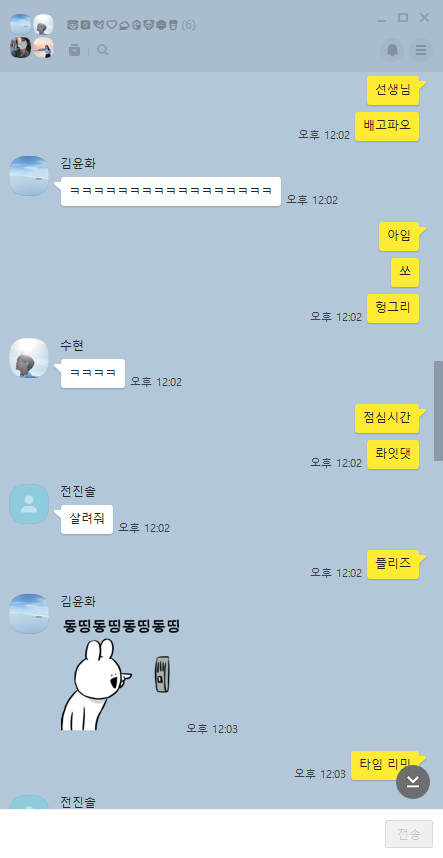 (6)
선생님
배고파오
오후 12:02
김윤화
ㅋㅋㅋㅋㅋㅋㅋㅋㅋㅋㅋㅋㅋㅋㅋㅋㅋ
오후 12:02
아임
쏘
헝그리
오후 12:02
수현
ㅋㅋㅋㅋ
오후 12:02
점심시간
롸잇댓
오후 12:02
전진솔
살려줘
오후 12:02
플리즈
오후 12:02
김윤화
동띵동띵동띵동띵
오후 12:03
타임 리밋
오후 12:03
전진솔
전송